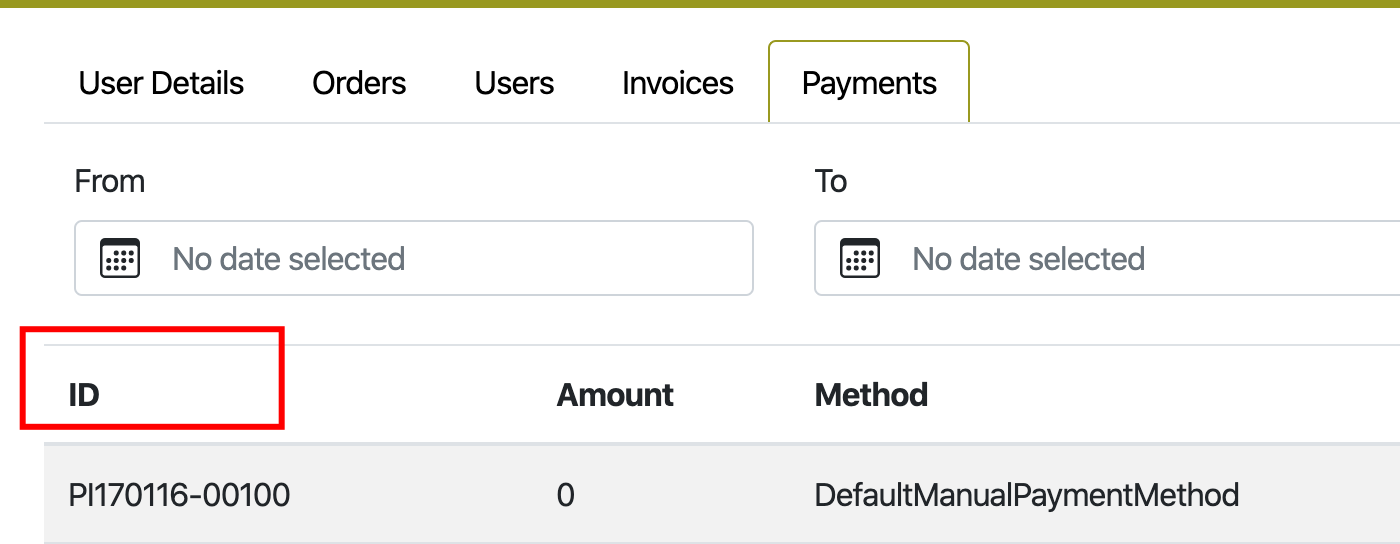 User Details Orders Users Invoices Payments
From To
No date selected No date selected
ID Amount Method
PI170116-00100 0 DefaultManualPaymentMethod